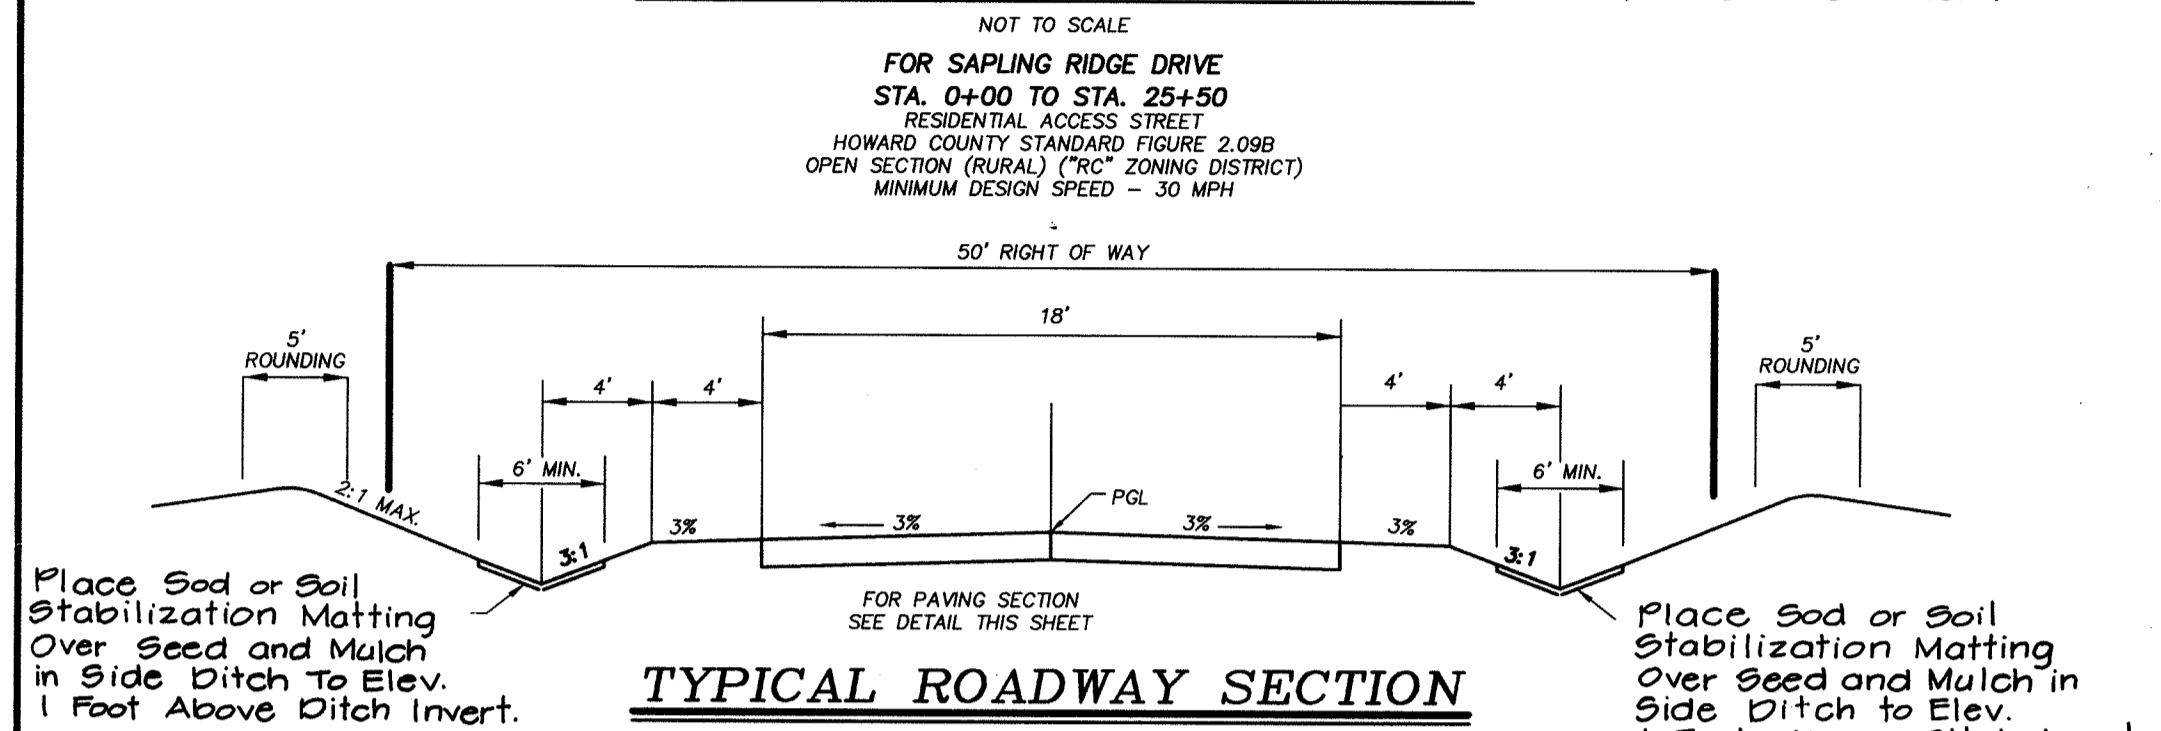 NOT TO SCALE
FOR SAPLING RIDGE DRIVE
STA. 0+00 TO STA. 25+50
RESIDENTIAL ACCESS STREET
HOWARD COUNTY STANDARD FIGURE 2.09B
OPEN SECTION (RURAL) ("RC" ZONING DISTRICT)
MINIMUM DESIGN SPEED – 30 MPH
50' RIGHT OF WAY
18'
5'
ROUNDING
5'
ROUNDING
4'
4'
4'
4'
6' MIN.
6' MIN.
2:1 MAX.
PGL
3%
3%
3%
3%
3:1
3:1
FOR PAVING SECTION
SEE DETAIL THIS SHEET
Place Sod or Soil
Stabilization Matting
Over Seed and Mulch
in Side Ditch To Elev.
1 Foot Above Ditch Invert.
Place Sod or Soil
Stabilization Matting
Over Seed and Mulch in
Side Ditch to Elev.
TYPICAL ROADWAY SECTION